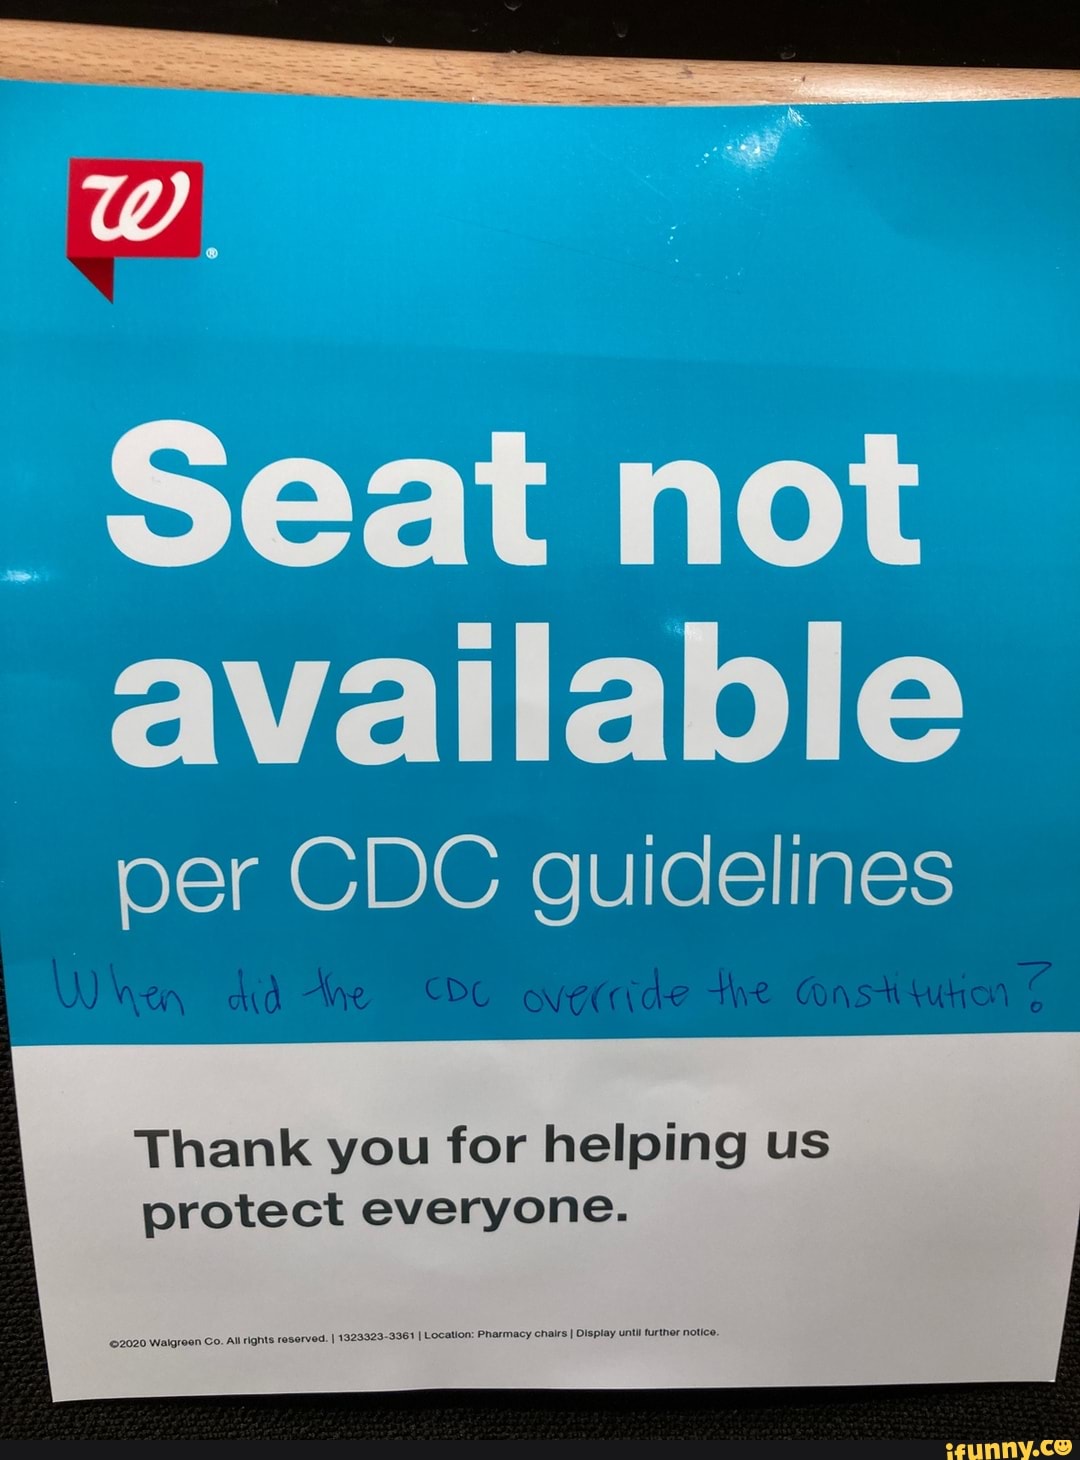 W®
Seat not
available
per CDC guidelines
When did the CDC override the constitution?
Thank you for helping us
protect everyone.
©2020 Walgreen Co. All rights reserved. | 1323323-3361 | Location: Pharmacy chairs | Display until further notice.
ifunny.co